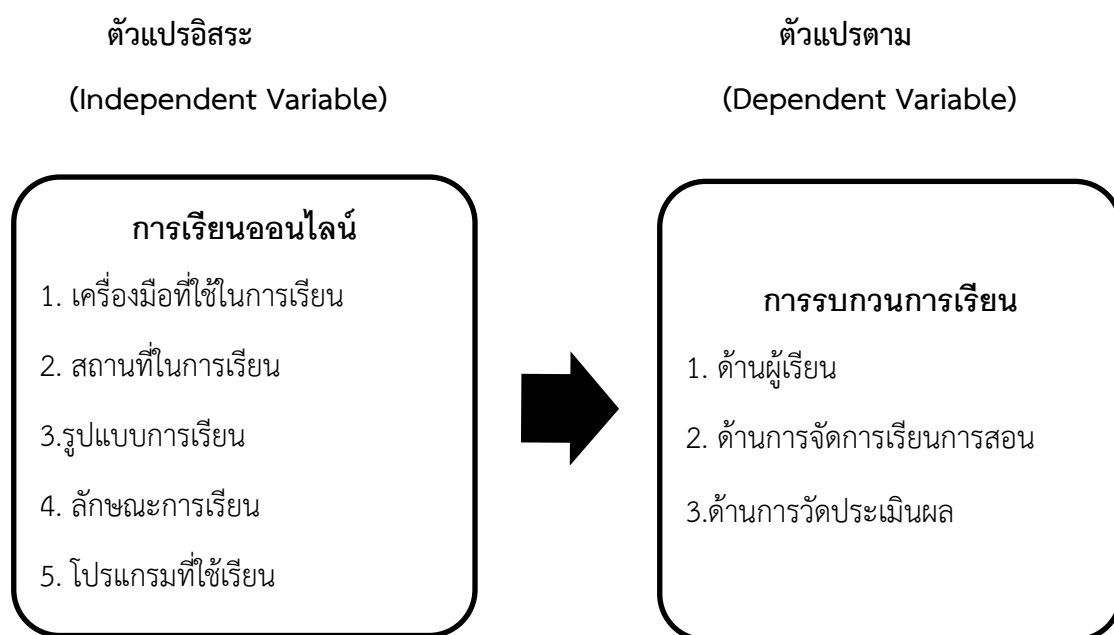 ตัวแปรอิสระ
(Independent Variable)
การเรียนออนไลน์
1. เครื่องมือที่ใช้ในการเรียน
2. สถานที่ในการเรียน
3.รูปแบบการเรียน
4. ลักษณะการเรียน
5. โปรแกรมที่ใช้เรียน
ตัวแปรตาม
(Dependent Variable)
การรบกวนการเรียน
1. ด้านผู้เรียน
2. ด้านการจัดการเรียนการสอน
3.ด้านการวัดประเมินผล